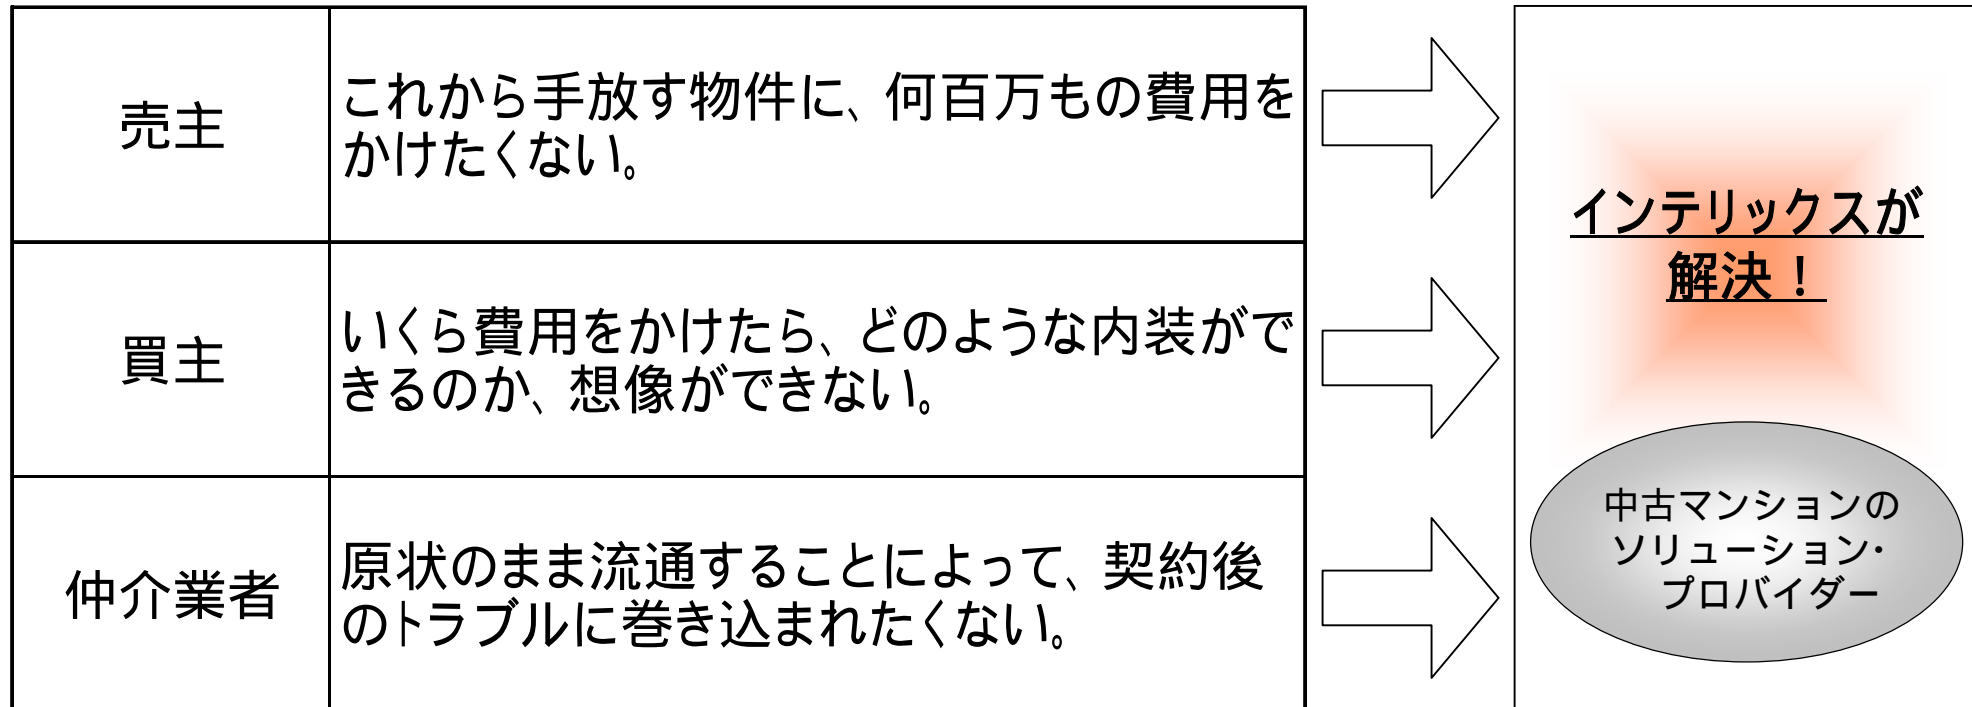 売主
これから手放す物件に、何百万もの費用を
かけたくない。
買主
いくら費用をかけたら、どのような内装がで
きるのか、想像ができない。
仲介業者
原状のまま流通することによって、契約後
のトラブルに巻き込まれたくない。
インテリックスが
解決！
中古マンションの
ソリューション・
プロバイダー